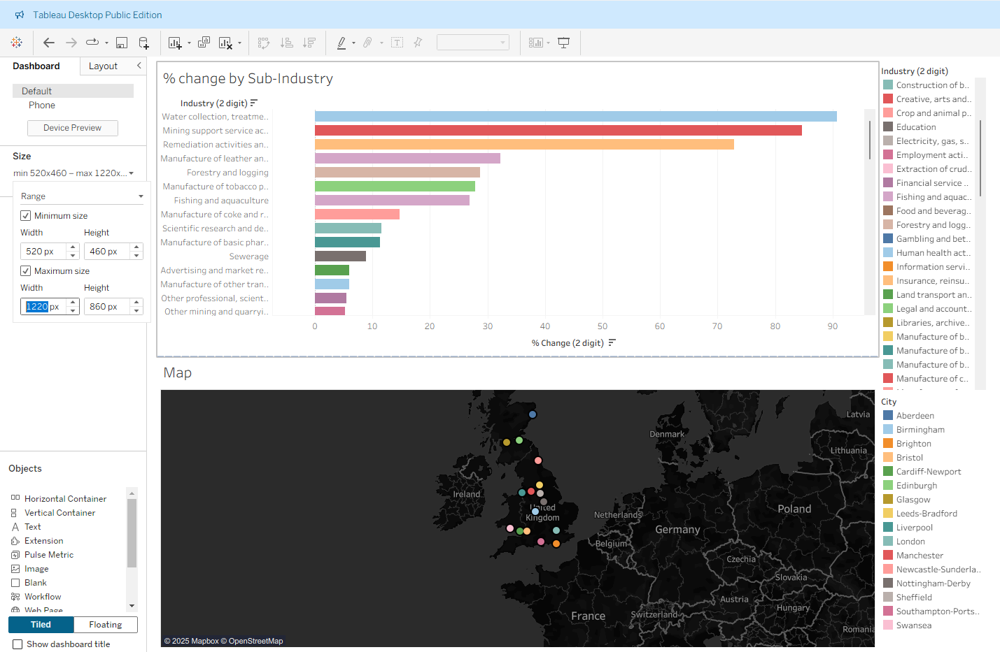 Tableau Desktop Public Edition
Dashboard
Layout
Default
Phone
Device Preview
Size
min 520x460 – max 1220x...
Range
Minimum size
Width Height
520 px 460 px
Maximum size
Width Height
1220 px 860 px
Objects
Horizontal Container
Vertical Container
Text
Extension
Pulse Metric
Image
Blank
Workflow
Web Page
Tiled Floating
Show dashboard title
% change by Sub-Industry
Industry (2 digit)
Water collection, treatme..
Mining support service ac..
Remediation activities an..
Manufacture of leather an..
Forestry and logging
Manufacture of tobacco p..
Fishing and aquaculture
Manufacture of coke and r..
Scientific research and de..
Manufacture of basic phar..
Sewerage
Advertising and market re..
Manufacture of other tran..
Other professional, scient..
Other mining and quarryi..
0 10 20 30 40 50 60 70 80 90
% Change (2 digit)
Map
Latvia
Denmark
Lithuania
Ireland
United
Kingdom
Netherlands
Poland
Germany
Belgium
Czechia
Slovakia
Austria
Hungary
France
Switzerland
Romania
© 2025 Mapbox © OpenStreetMap
Industry (2 digit)
Construction of b..
Creative, arts and..
Crop and animal p..
Education
Electricity, gas, s..
Employment acti..
Extraction of crud..
Financial service ..
Fishing and aquac..
Food and beverag..
Forestry and logg..
Gambling and bet..
Human health act..
Information servi..
Insurance, reinsu..
Land transport an..
Legal and account..
Libraries, archive..
Manufacture of b..
Manufacture of b..
Manufacture of b..
Manufacture of c..
City
Aberdeen
Birmingham
Brighton
Bristol
Cardiff-Newport
Edinburgh
Glasgow
Leeds-Bradford
Liverpool
London
Manchester
Newcastle-Sunderla..
Nottingham-Derby
Sheffield
Southampton-Ports..
Swansea